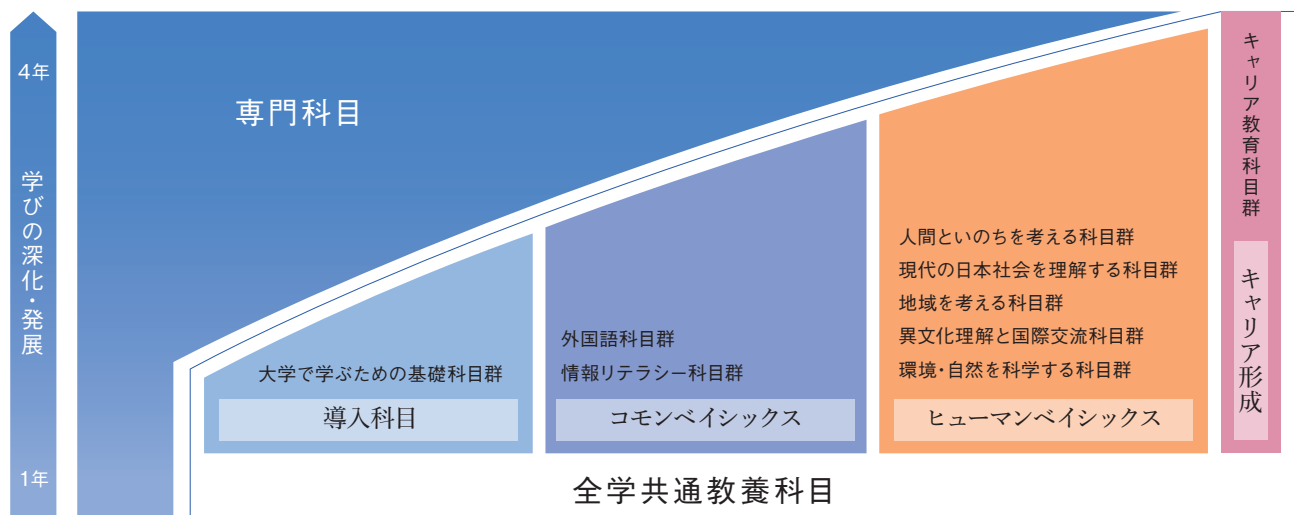 4年
学びの深化・発展
1年
専門科目
大学で学ぶための基礎科目群
導入科目
外国語科目群
情報リテラシー科目群
コモンベイシックス
人間といのちを考える科目群
現代の日本社会を理解する科目群
地域を考える科目群
異文化理解と国際交流科目群
環境・自然を科学する科目群
ヒューマンベイシックス
キャリア教育科目群
キャリア形成
全学共通教養科目